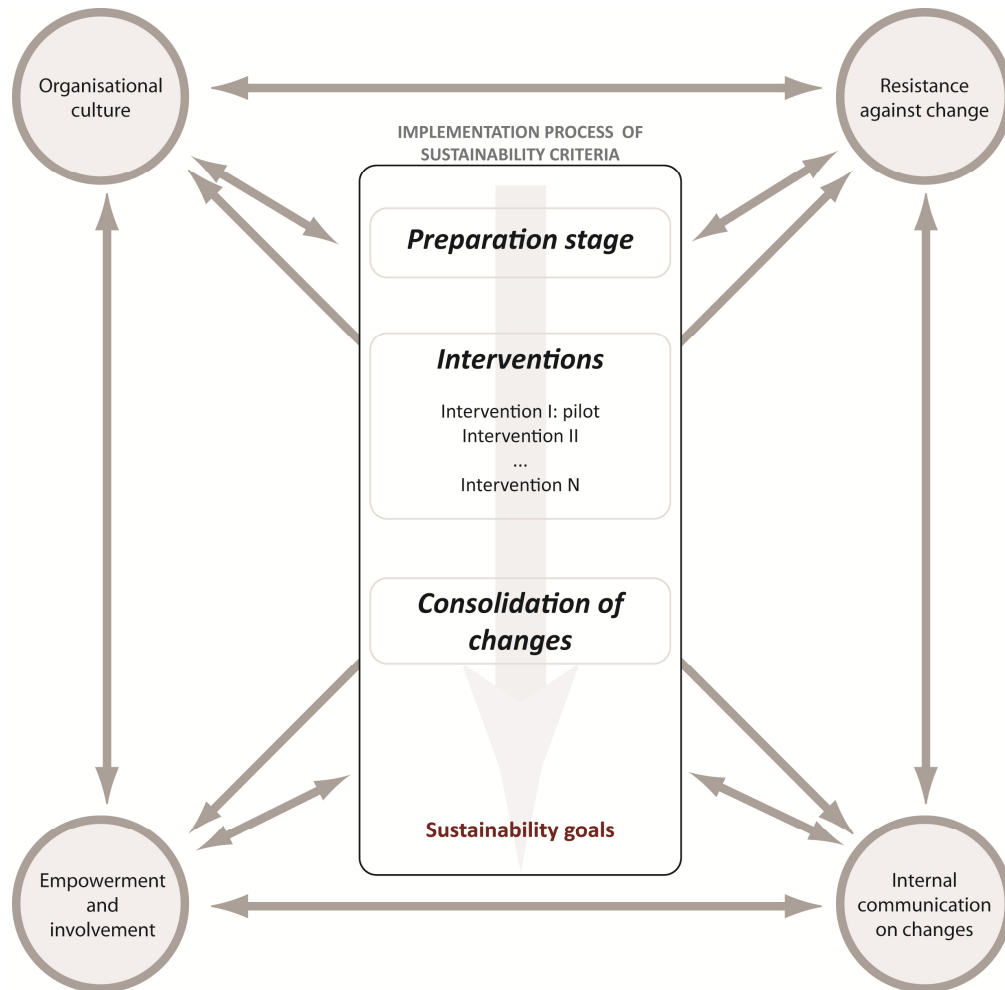 Organisational
culture
Resistance
against change
IMPLEMENTATION PROCESS OF
SUSTAINABILITY CRITERIA
Preparation stage
Interventions
Intervention I: pilot
Intervention II
...
Intervention N
Consolidation of
changes
Sustainability goals
Empowerment
and
involvement
Internal
communication
on changes